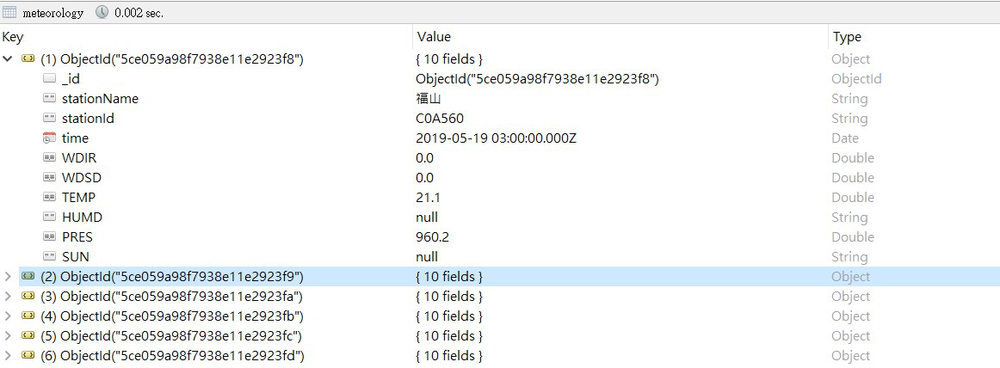 meteorology 0.002 sec.
Key Value Type
(1) ObjectId("5ce059a98f7938e11e2923f8") { 10 fields } Object
_id ObjectId("5ce059a98f7938e11e2923f8") ObjectId
stationName 福山 String
stationId C0A560 String
time 2019-05-19 03:00:00.000Z Date
WDIR 0.0 Double
WDSD 0.0 Double
TEMP 21.1 Double
HUMD null String
PRES 960.2 Double
SUN null String
(2) ObjectId("5ce059a98f7938e11e2923f9") { 10 fields } Object
(3) ObjectId("5ce059a98f7938e11e2923fa") { 10 fields } Object
(4) ObjectId("5ce059a98f7938e11e2923fb") { 10 fields } Object
(5) ObjectId("5ce059a98f7938e11e2923fc") { 10 fields } Object
(6) ObjectId("5ce059a98f7938e11e2923fd") { 10 fields } Object